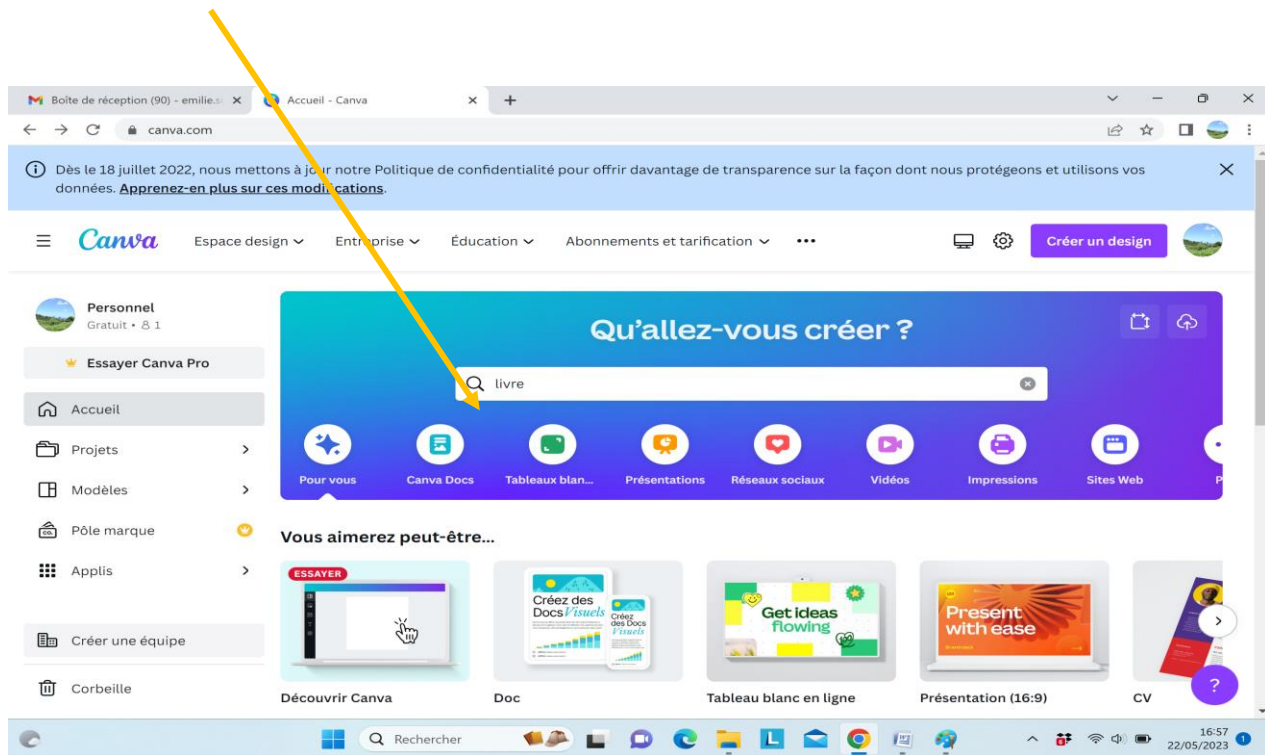 Boîte de réception (90) - emilie.s
Accueil - Canva
canva.com
Dès le 18 juillet 2022, nous mettons à jour notre Politique de confidentialité pour offrir davantage de transparence sur la façon dont nous protégeons et utilisons vos
données. Apprenez-en plus sur ces modifications.
Canva
Espace design
Entreprise
Éducation
Abonnements et tarification
Créer un design
Personnel
Gratuit • 1
Essayer Canva Pro
Accueil
Projets
Modèles
Pôle marque
Applis
Créer une équipe
Corbeille
Qu'allez-vous créer ?
livre
Pour vous
Canva Docs
Tableaux blan...
Présentations
Réseaux sociaux
Vidéos
Impressions
Sites Web
P
Vous aimerez peut-être...
ESSAYER
Découvrir Canva
Créez des
Docs Visuels
Créez
des Docs
Visuels
Doc
Get ideas
flowing
Tableau blanc en ligne
Present
with ease
Présentation (16:9)
CV
?
Rechercher
L
16:57
22/05/2023
1